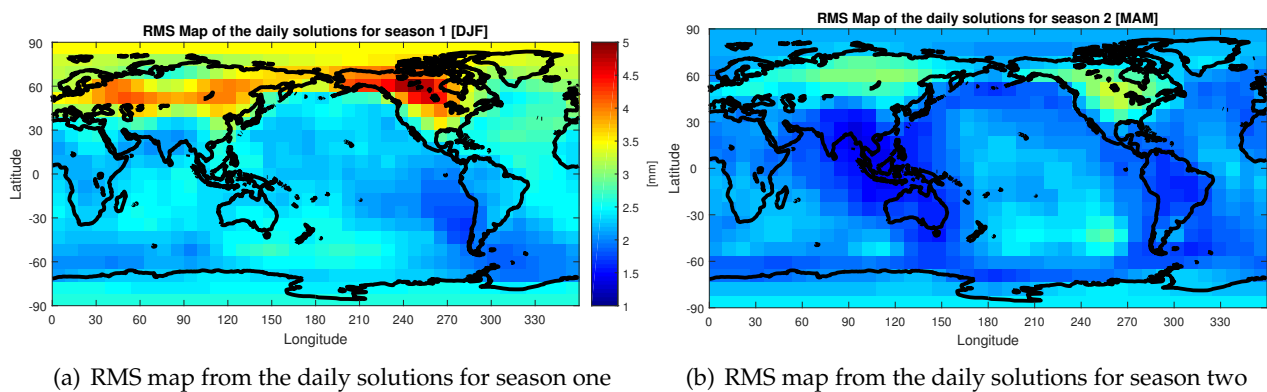 RMS Map of the daily solutions for season 1 [DJF]
90
60
30
0
-30
-60
-90
Latitude
0 30 60 90 120 150 180 210 240 270 300 330
Longitude
5
4.5
4
3.5
3
2.5
2
1.5
1
[mm]
(a) RMS map from the daily solutions for season one
RMS Map of the daily solutions for season 2 [MAM]
90
60
30
0
-30
-60
-90
Latitude
0 30 60 90 120 150 180 210 240 270 300 330
Longitude
(b) RMS map from the daily solutions for season two